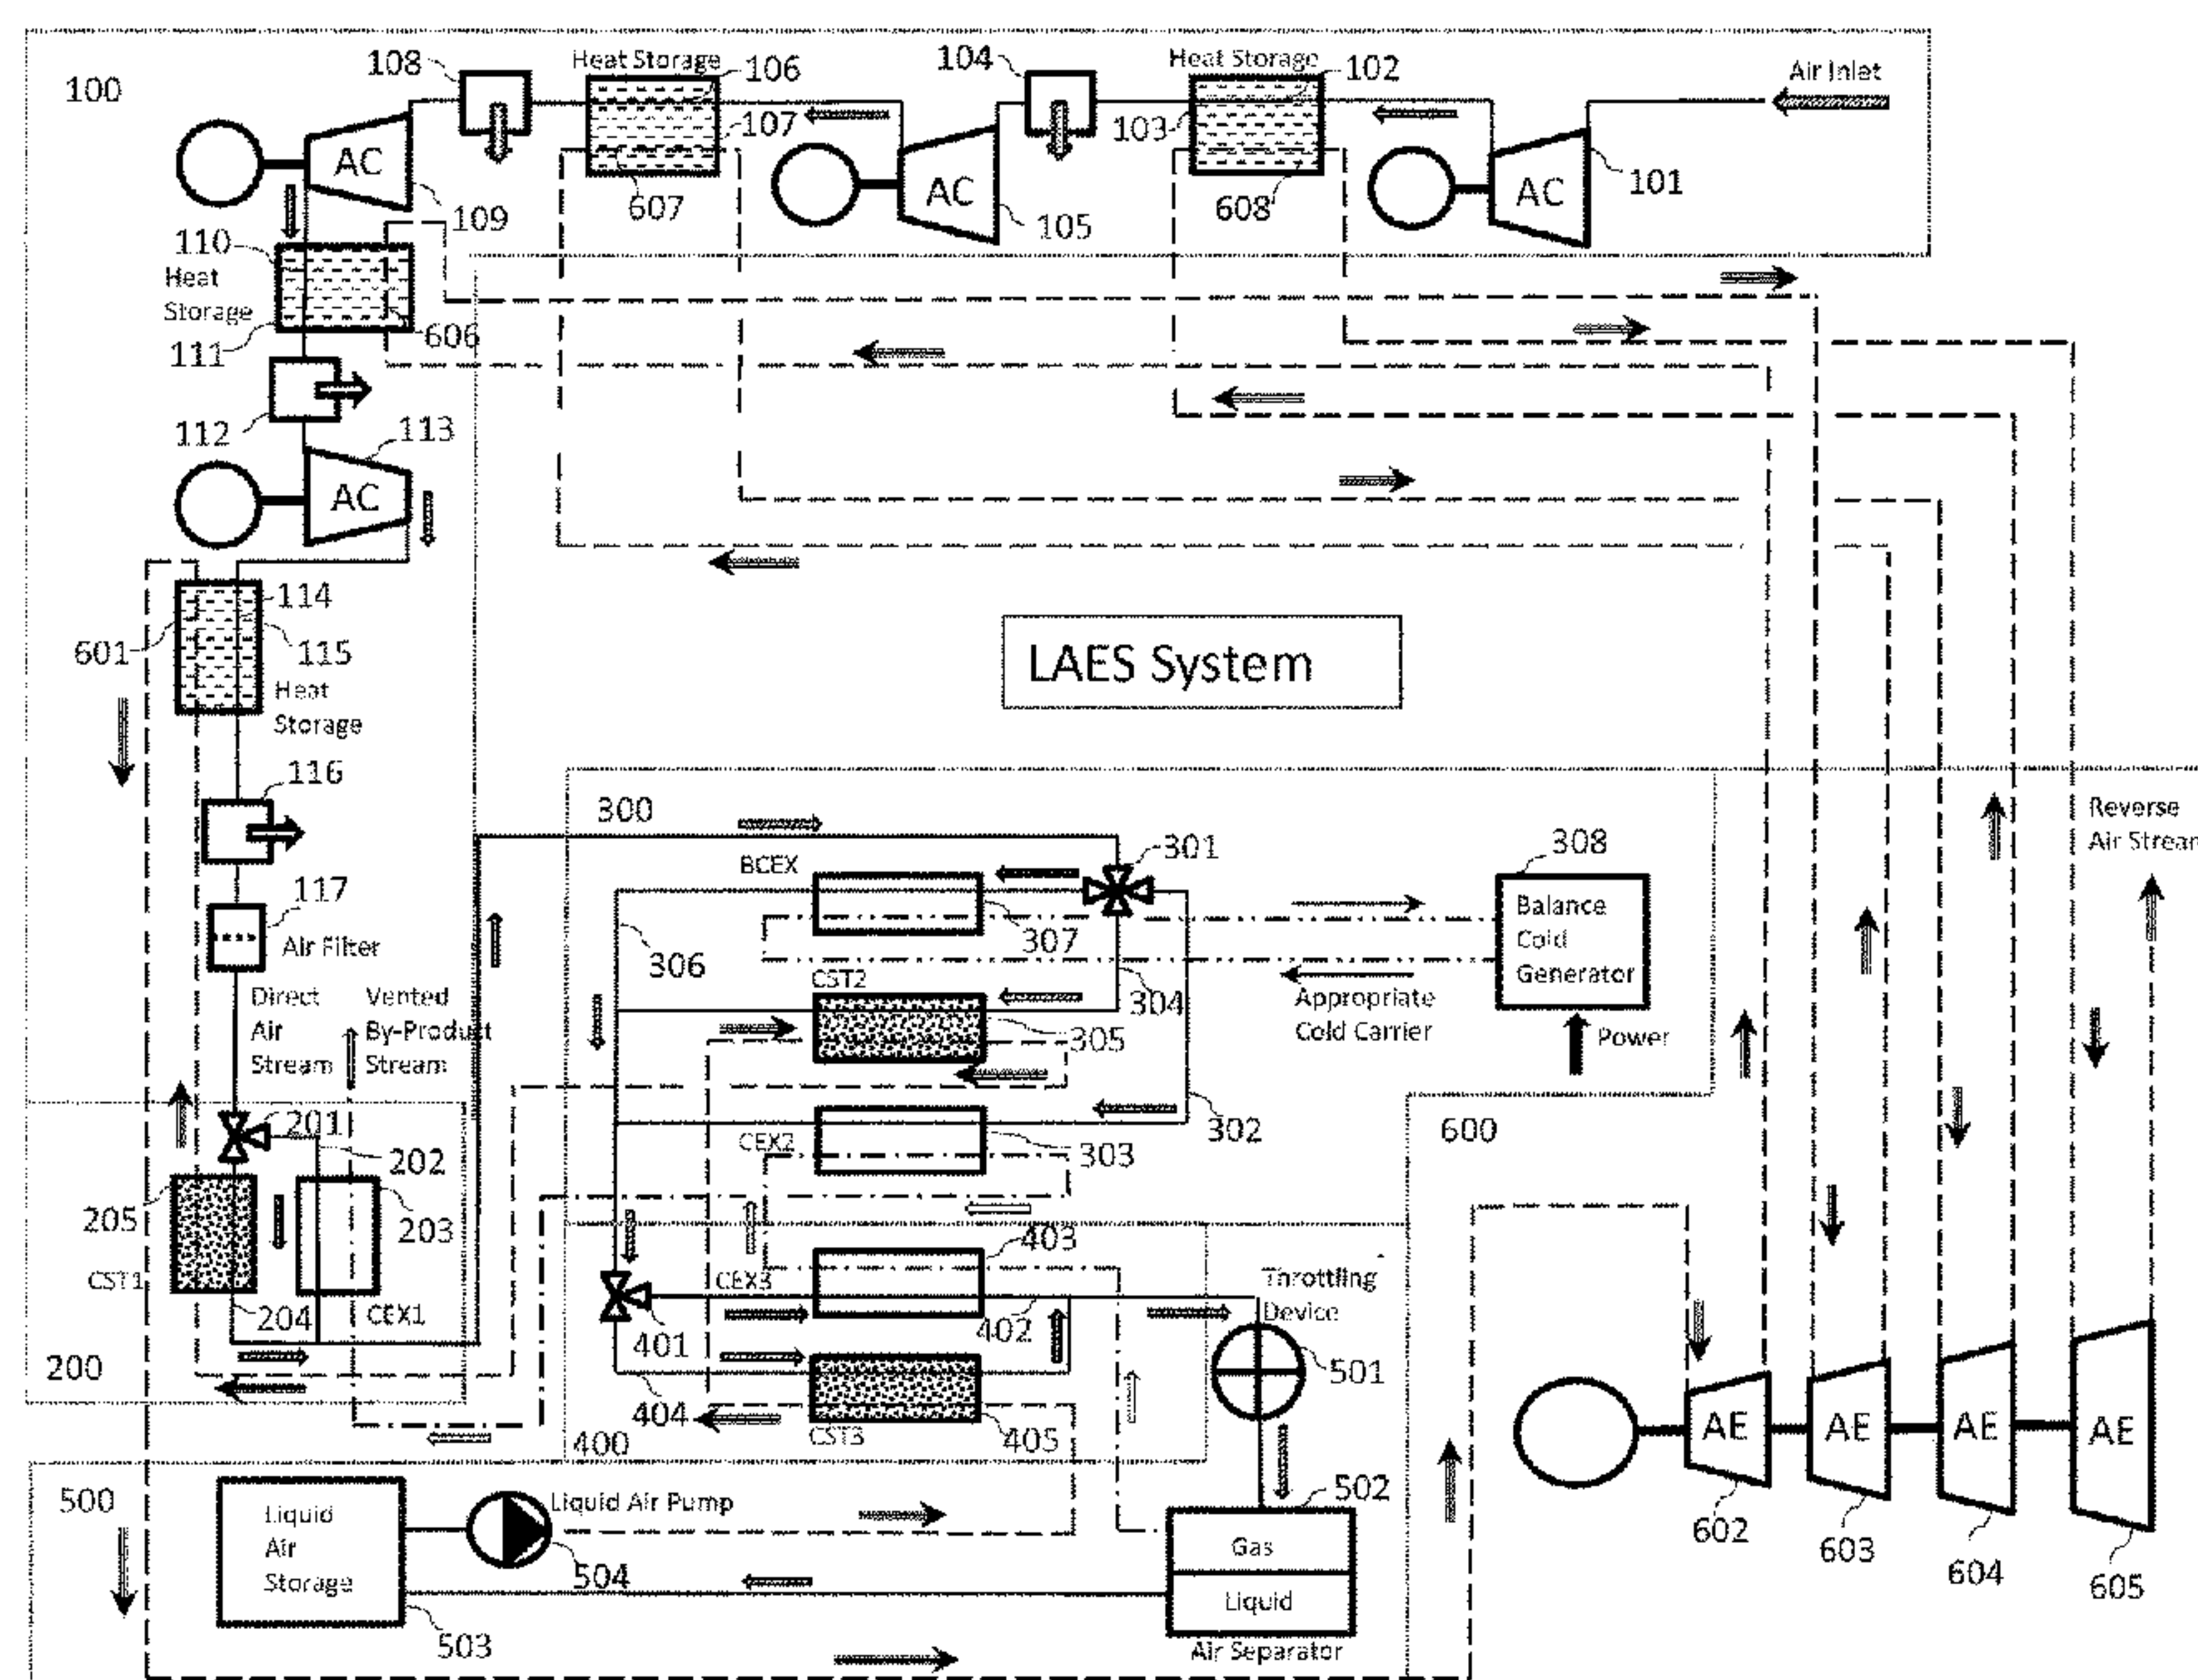 100
108
Heat Storage
106
104
Heat Storage
102
Air Inlet
107
103
AC
AC
AC
101
109
607
105
608
110
Heat
Storage
606
111
112
113
AC
114
601
115
Heat
Storage
LAES System
116
117
Air Filter
300
BCEX
301
308
Reverse
Air Stream
Balance
Cold
Generator
307
306
Direct
Air
Stream
Vented
By-Product
Stream
CST2
304
Appropriate
Cold Carrier
305
Power
201
202
CEX2
303
302
600
205
203
403
CST1
CEX3
Throttling
Device
204
CEX1
401
402
501
200
404
CST3
405
400
AE
AE
AE
AE
500
Liquid Air Pump
502
602
603
604
605
Liquid
Air
Storage
504
Gas
Liquid
503
Air Separator